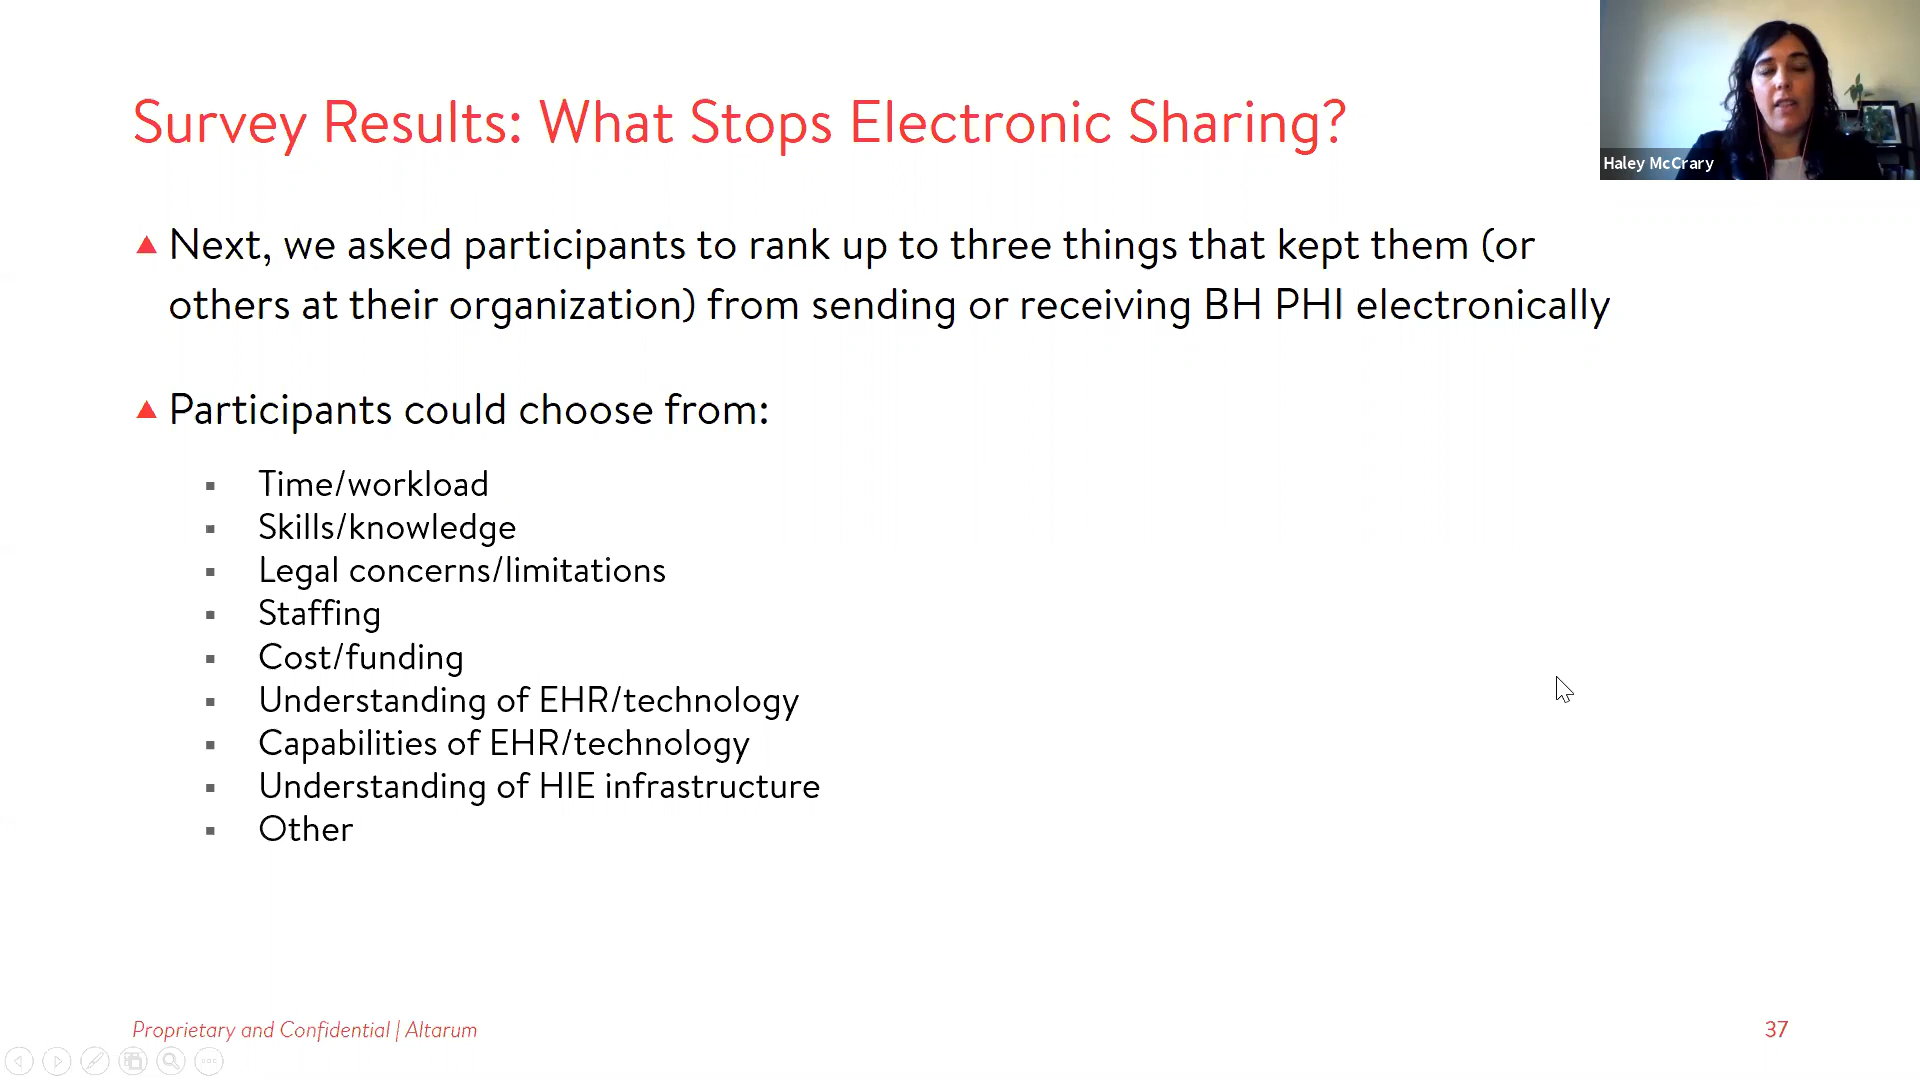 Survey Results: What Stops Electronic Sharing?
Haley McCrary
Next, we asked participants to rank up to three things that kept them (or
others at their organization) from sending or receiving BH PHI electronically
Participants could choose from:
Time/workload
Skills/knowledge
Legal concerns/limitations
Staffing
Cost/funding
Understanding of EHR/technology
Capabilities of EHR/technology
Understanding of HIE infrastructure
Other
Proprietary and Confidential | Altarum
37